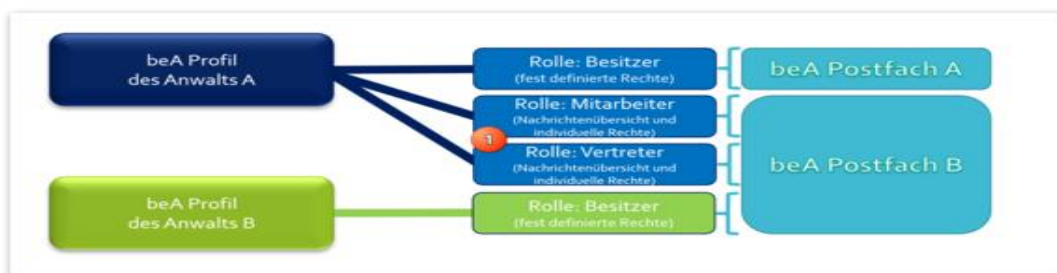 beA Profil
des Anwalts A
Rolle: Besitzer
(fest definierte Rechte)
beA Postfach A
Rolle: Mitarbeiter
(Nachrichtenübersicht und
individuelle Rechte)
1
Rolle: Vertreter
(Nachrichtenübersicht und
individuelle Rechte)
beA Postfach B
beA Profil
des Anwalts B
Rolle: Besitzer
(fest definierte Rechte)